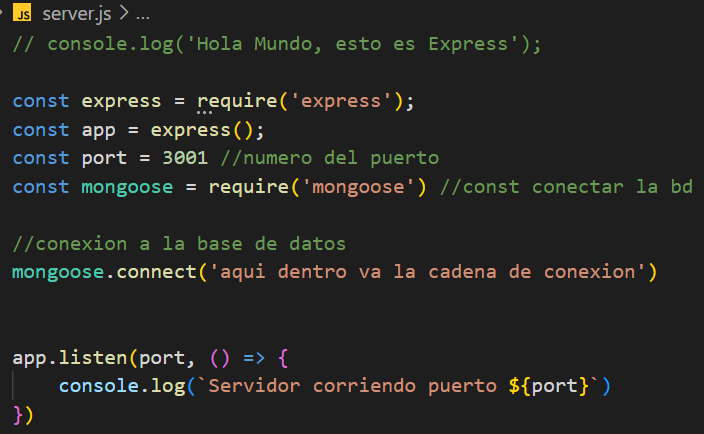 JS server.js > ...
// console.log('Hola Mundo, esto es Express');
const express = require('express');
const app = express();
const port = 3001 //numero del puerto
const mongoose = require('mongoose') //const conectar la bd
//conexion a la base de datos
mongoose.connect('aqui dentro va la cadena de conexion')
app.listen(port, () => {
    console.log(`Servidor corriendo puerto ${port}`)
})